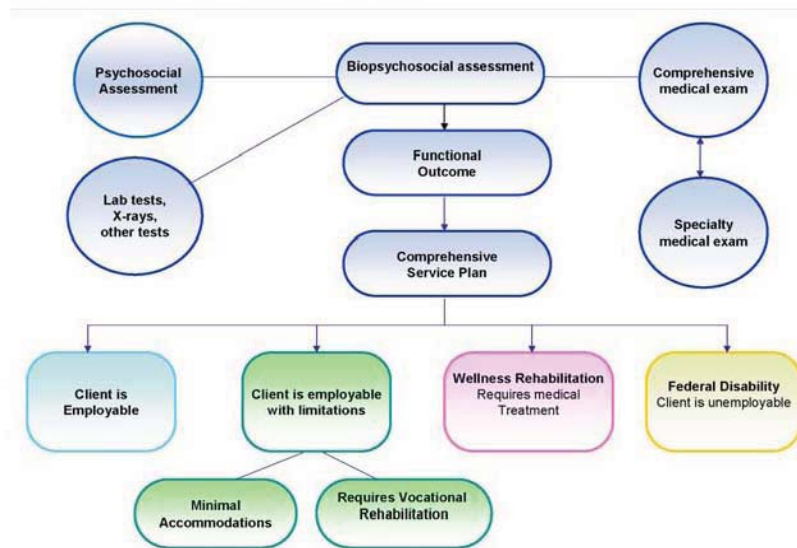 Psychosocial
Assessment
Biopsychosocial assessment
Comprehensive
medical exam
Functional
Outcome
Lab tests,
X-rays,
other tests
Specialty
medical exam
Comprehensive
Service Plan
Client is
Employable
Client is employable
with limitations
Wellness Rehabilitation
Requires medical
Treatment
Federal Disability
Client is unemployable
Minimal
Accommodations
Requires Vocational
Rehabilitation